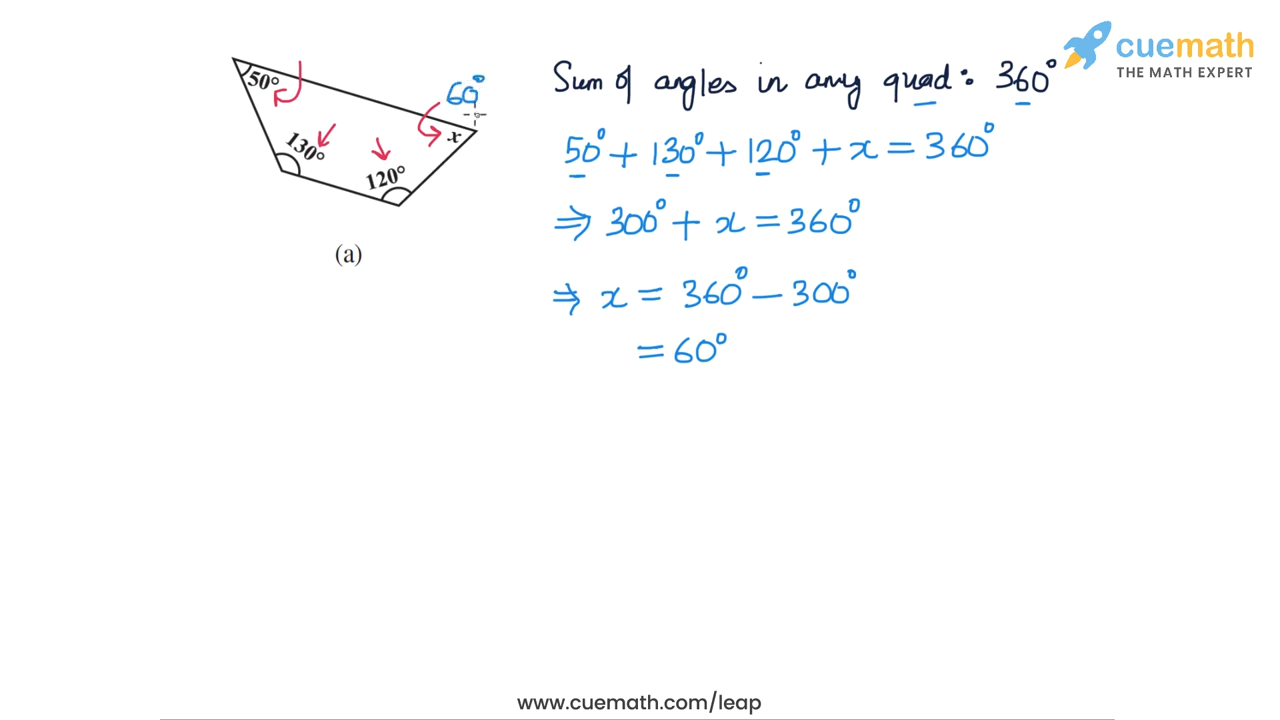 cuemath
THE MATH EXPERT
Sum of angles in any quad: 360°
50° + 130° + 120° + x = 360°
⇒ 300° + x = 360°
⇒ x = 360° – 300°
= 60°
50°
60°
x
130°
120°
(a)
www.cuemath.com/leap